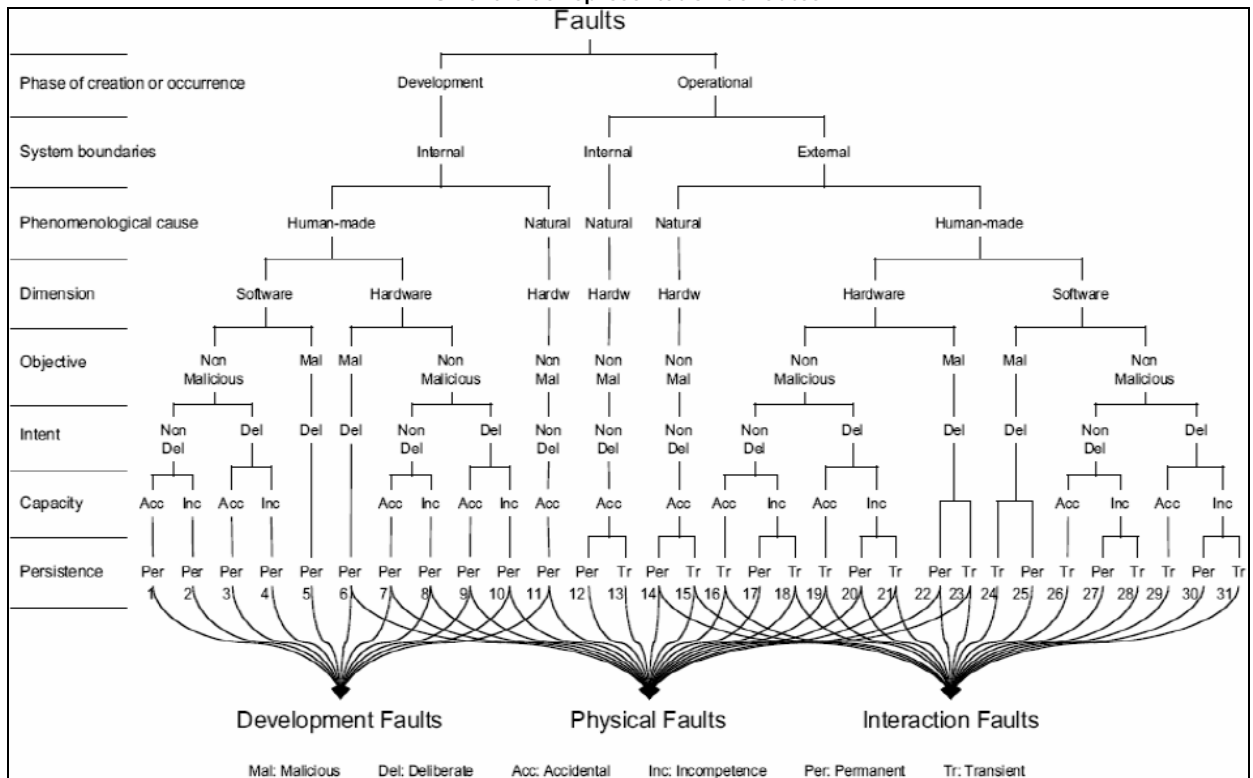 Faults
Phase of creation or occurrence Development Operational
System boundaries Internal Internal External
Phenomenological cause Human-made Natural Natural Natural Human-made
Dimension Software Hardware Hardw Hardw Hardw Hardware Software
Objective Non Mal Mal Non Non Non Non Non Mal Mal Non
Malicious Malicious Mal Mal Mal Malicious Malicious
Intent Non Del Del Del Non Del Non Non Non Non Del Del Del Non Del
Del Del Del Del Del Del Del
Capacity Acc Inc Acc Inc Acc Inc Acc Inc Acc Acc Acc Acc Inc Acc Inc Acc Inc Acc Inc
Persistence Per Per Per Per Per Per Per Per Per Per Per Per Tr Per Tr Tr Per Tr Tr Per Tr Per Tr Tr Per Tr Per Tr Tr Per Tr
1 2 3 4 5 6 7 8 9 10 11 12 13 14 15 16 17 18 19 20 21 22 23 24 25 26 27 28 29 30 31
Development Faults Physical Faults Interaction Faults
Mal: Malicious Del: Deliberate Acc: Accidental Inc: Incompetence Per: Permanent Tr: Transient